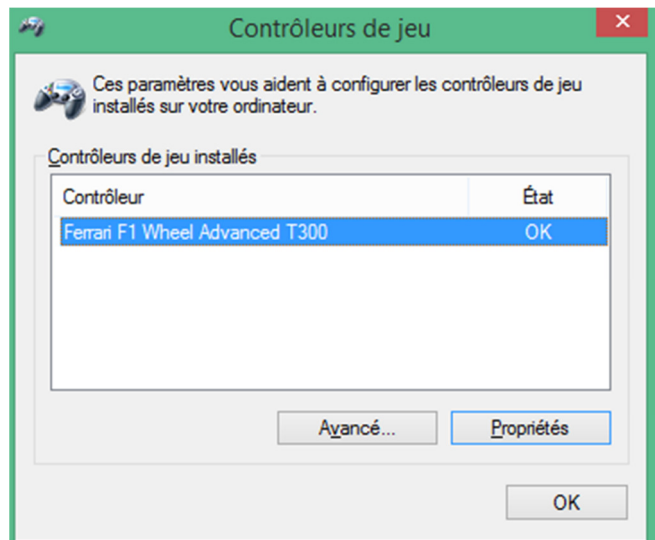 Contrôleurs de jeu
Ces paramètres vous aident à configurer les contrôleurs de jeu
installés sur votre ordinateur.
Contrôleurs de jeu installés
Contrôleur État
Ferrari F1 Wheel Advanced T300 OK
Avancé... Propriétés
OK